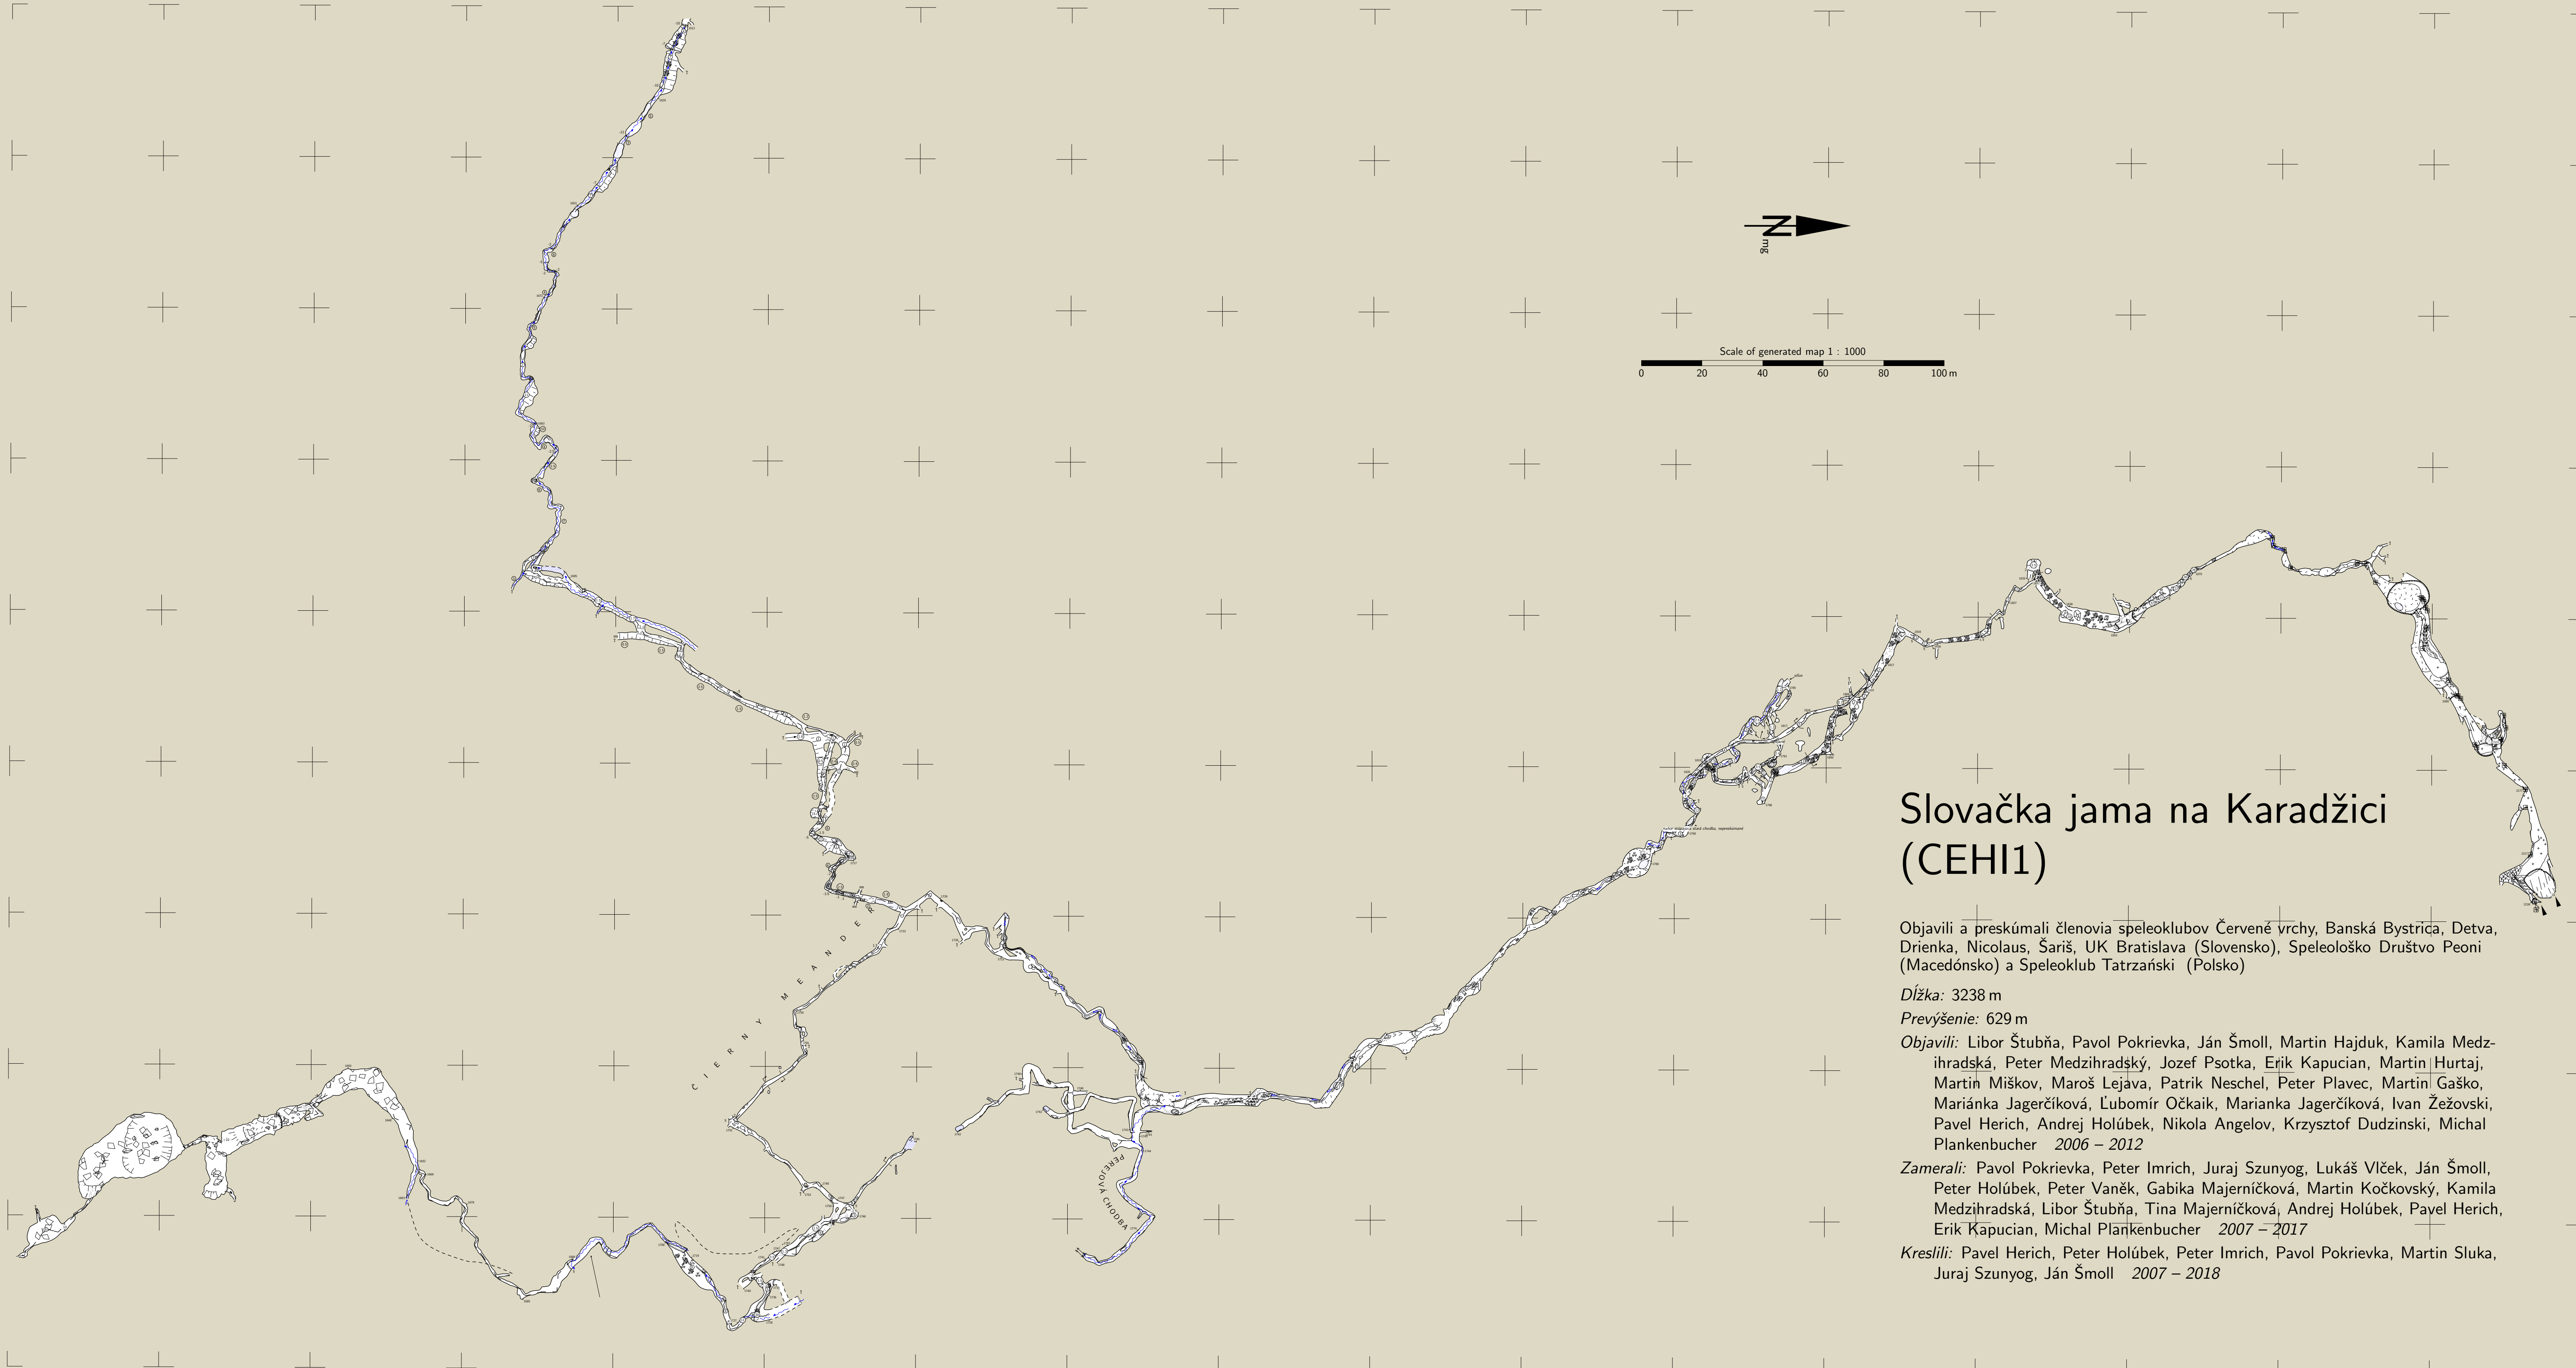 N
mg
Scale of generated map 1 : 1000
0 20 40 60 80 100 m
Slovačka jama na Karadžici
(CEHI1)
Objavili a preskúmali členovia speleoklubov Červené vrchy, Banská Bystrica, Detva,
Drienka, Nicolaus, Šariš, UK Bratislava (Slovensko), Speleološko Društvo Peoni
(Macedónsko) a Speleoklub Tatrzański (Polsko)
Dĺžka: 3238 m
Prevýšenie: 629 m
Objavili: Libor Štubňa, Pavol Pokrievka, Ján Šmoll, Martin Hajduk, Kamila Medz-
ihradská, Peter Medzihradský, Jozef Psotka, Erik Kapucian, Martin Hurtaj,
Martin Miškov, Maroš Lejava, Patrik Neschel, Peter Plavec, Martin Gaško,
Mariánka Jagerčíková, Ľubomír Očkaik, Marianka Jagerčíková, Ivan Žežovski,
Pavel Herich, Andrej Holúbek, Nikola Angelov, Krzysztof Dudzinski, Michal
Plankenbucher 2006 – 2012
Zamerali: Pavol Pokrievka, Peter Imrich, Juraj Szunyog, Lukáš Vlček, Ján Šmoll,
Peter Holúbek, Peter Vaněk, Gabika Majerníčková, Martin Kočkovský, Kamila
Medzihradská, Libor Štubňa, Tina Majerníčková, Andrej Holúbek, Pavel Herich,
Erik Kapucian, Michal Plankenbucher 2007 – 2017
Kreslili: Pavel Herich, Peter Holúbek, Peter Imrich, Pavol Pokrievka, Martin Sluka,
Juraj Szunyog, Ján Šmoll 2007 – 2018
CIERNY MEANDER
PEREJOVÁ CHODBA